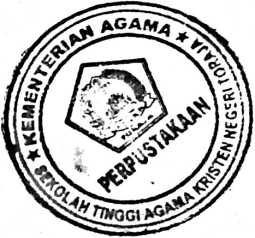 ★ KEMENTERIAN AGAMA ★
PERPUSTAKAAN
SEKOLAH TINGGI AGAMA KRISTEN NEGERI TORAJA